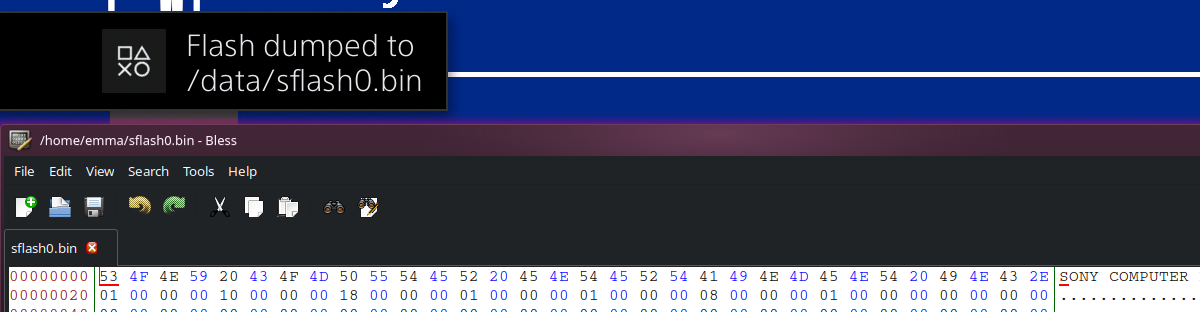 Flash dumped to
/data/sflash0.bin
/home/emma/sflash0.bin - Bless
File Edit View Search Tools Help
sflash0.bin
00000000 53 4F 4E 59 20 43 4F 4D 50 55 54 45 52 20 45 4E 54 45 52 54 41 49 4E 4D 45 4E 54 20 49 4E 43 2E SONY COMPUTER
00000020 01 00 00 00 10 00 00 00 18 00 00 00 01 00 00 00 01 00 00 00 08 00 00 00 01 00 00 00 00 00 00 00 ..............